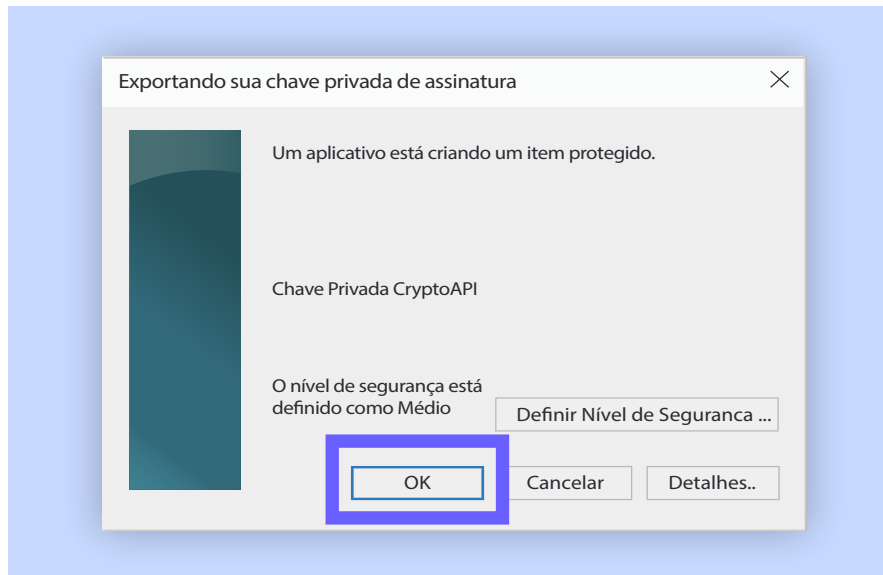 Exportando sua chave privada de assinatura
Um aplicativo está criando um item protegido.
Chave Privada CryptoAPI
O nível de segurança está
definido como Médio
Definir Nível de Seguranca ...
OK
Cancelar
Detalhes..